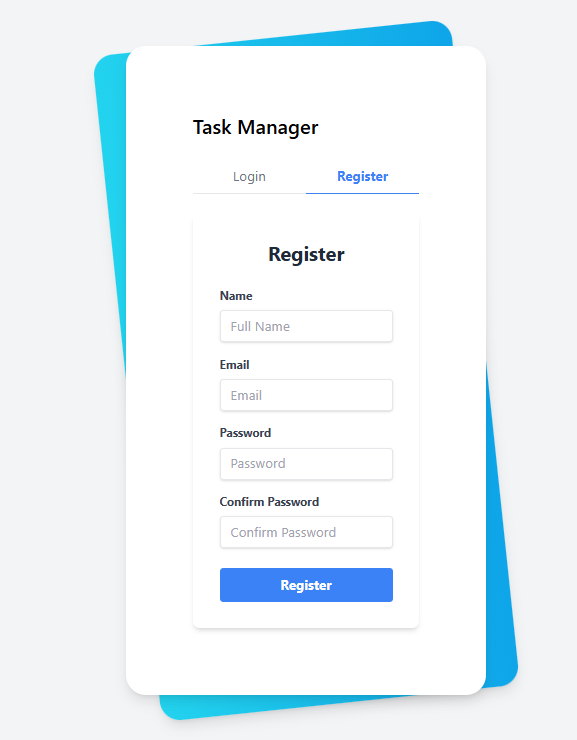 Task Manager
Login Register
Register
Name
Full Name
Email
Email
Password
Password
Confirm Password
Confirm Password
Register